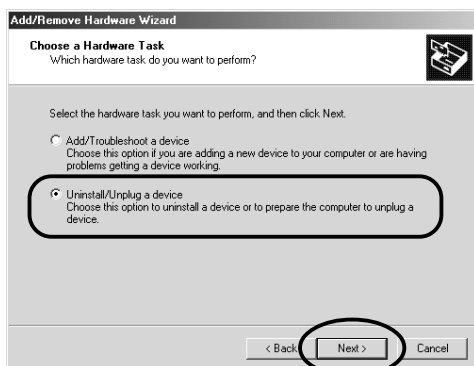 Add/Remove Hardware Wizard
Choose a Hardware Task
Which hardware task do you want to perform?
Select the hardware task you want to perform, and then click Next.
Add/Troubleshoot a device
Choose this option if you are adding a new device to your computer or are having
problems getting a device working.
Uninstall/Unplug a device
Choose this option to uninstall a device or to prepare the computer to unplug a
device.
< Back
Next >
Cancel